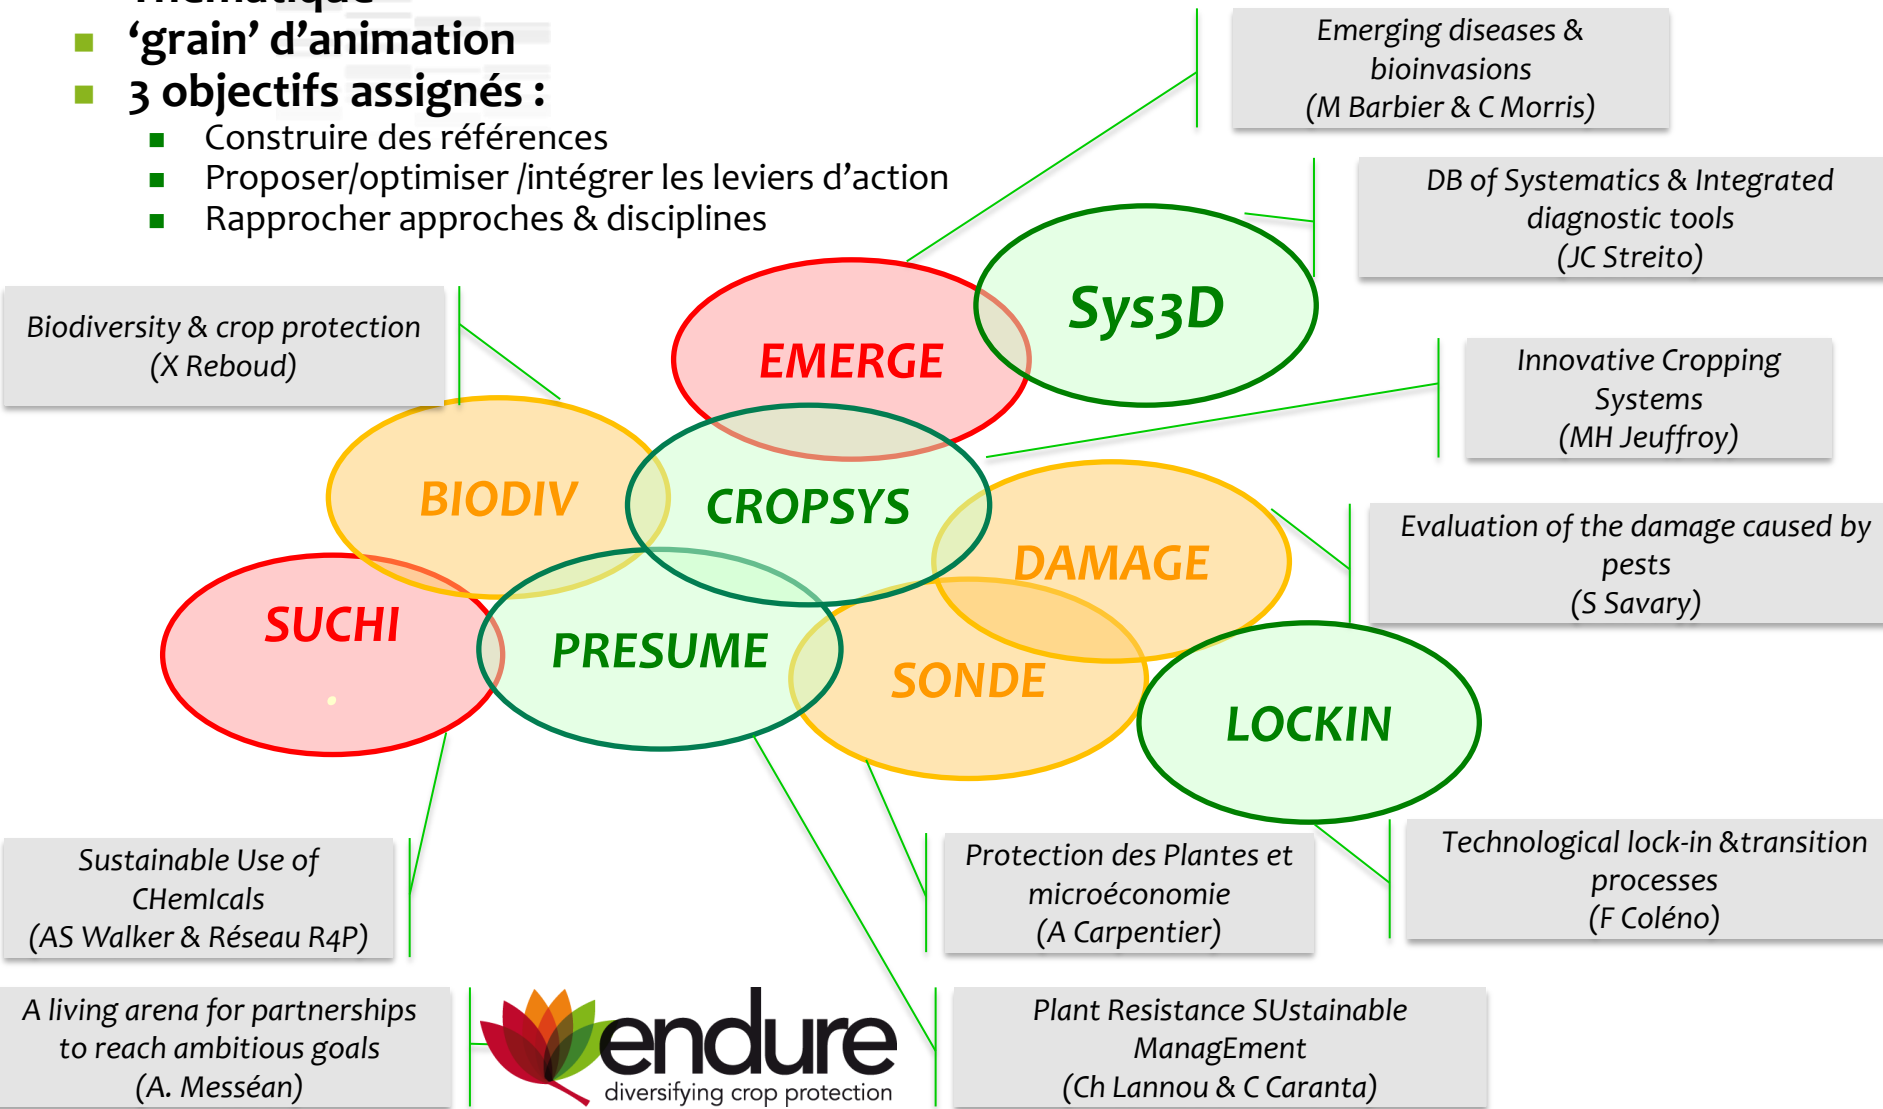 Thématique
‘grain’ d’animation
3 objectifs assignés :
Construire des références
Proposer/optimiser /intégrer les leviers d’action
Rapprocher approches & disciplines
Emerging diseases &
bioinvasions
(M Barbier & C Morris)
DB of Systematics & Integrated
diagnostic tools
(JC Streito)
Biodiversity & crop protection
(X Reboud)
Innovative Cropping
Systems
(MH Jeuffroy)
Evaluation of the damage caused by
pests
(S Savary)
Sys3D
EMERGE
BIODIV
CROPSYS
DAMAGE
SUCHI
PRESUME
SONDE
LOCKIN
Sustainable Use of
CHemIcals
(AS Walker & Réseau R4P)
Protection des Plantes et
microéconomie
(A Carpentier)
Technological lock-in &transition
processes
(F Coléno)
A living arena for partnerships
to reach ambitious goals
(A. Messéan)
endure
diversifying crop protection
Plant Resistance SUstainable
ManagEment
(Ch Lannou & C Caranta)